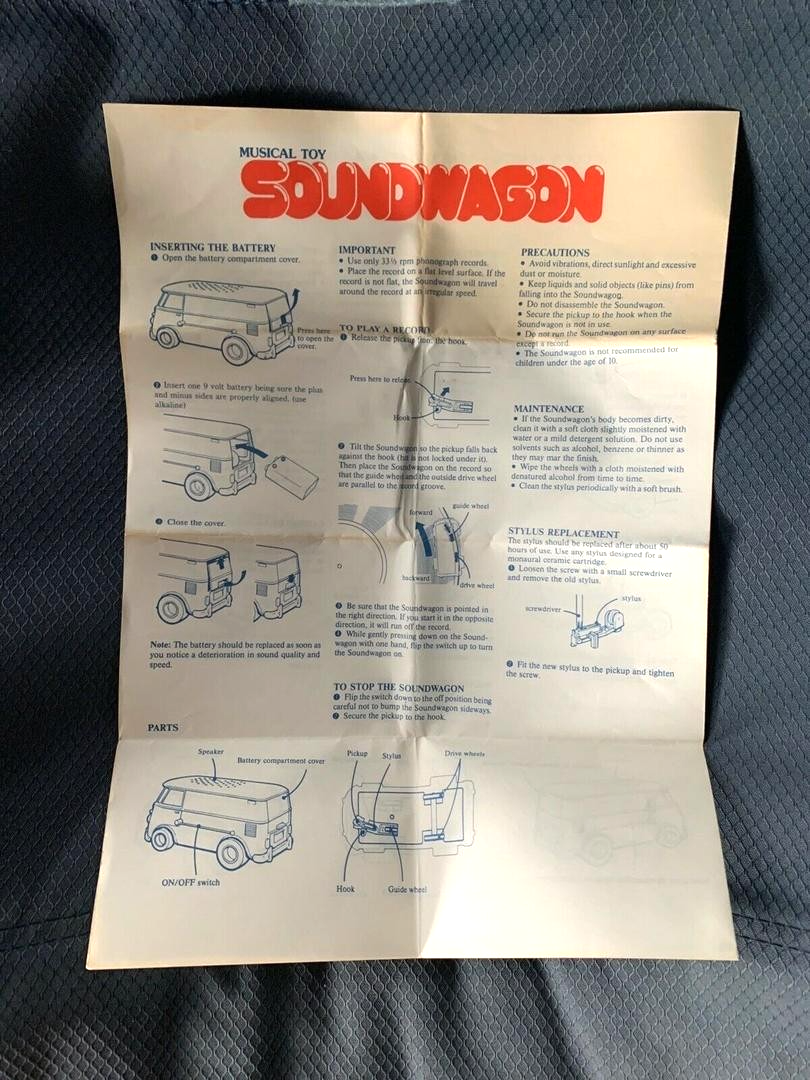 MUSICAL TOY
SOUNDWAGON
INSERTING THE BATTERY
❶ Open the battery compartment cover.
Press here
to open the
cover.
❷ Insert one 9 volt battery being sure the plus
and minus sides are properly aligned. (use
alkaline)
❸ Close the cover.
Note: The battery should be replaced as soon as
you notice a deterioration in sound quality and
speed.
IMPORTANT
• Use only 33⅓ rpm phonograph records.
• Place the record on a flat level surface. If the
record is not flat, the Soundwagon will travel
around the record at an irregular speed.
TO PLAY A RECORD
❶ Release the pickup from the hook.
Press here to release
Hook
❷ Tilt the Soundwagon so the pickup falls back
against the hook (but is not locked under it).
Then place the Soundwagon on the record so
that the guide wheel and the outside drive wheel
are parallel to the record groove.
forward
guide wheel
backward
drive wheel
❸ Be sure that the Soundwagon is pointed in
the right direction. If you start it in the opposite
direction, it will run off the record.
❹ While gently pressing down on the Sound-
wagon with one hand, flip the switch up to turn
the Soundwagon on.
TO STOP THE SOUNDWAGON
❶ Flip the switch down to the off position being
careful not to bump the Soundwagon sideways.
❷ Secure the pickup to the hook.
PRECAUTIONS
• Avoid vibrations, direct sunlight and excessive
dust or moisture.
• Keep liquids and solid objects (like pins) from
falling into the Soundwagon.
• Do not disassemble the Soundwagon.
• Secure the pickup to the hook when the
Soundwagon is not in use.
• Do not run the Soundwagon on any surface
except a record.
• The Soundwagon is not recommended for
children under the age of 10.
MAINTENANCE
• If the Soundwagon's body becomes dirty,
clean it with a soft cloth slightly moistened with
water or a mild detergent solution. Do not use
solvents such as alcohol, benzene or thinner as
they may mar the finish.
• Wipe the wheels with a cloth moistened with
denatured alcohol from time to time.
• Clean the stylus periodically with a soft brush.
STYLUS REPLACEMENT
The stylus should be replaced after about 50
hours of use. Use any stylus designed for a
monaural ceramic cartridge.
❶ Loosen the screw with a small screwdriver
and remove the old stylus.
stylus
screwdriver
❷ Fit the new stylus to the pickup and tighten
the screw.
PARTS
Speaker
Battery compartment cover
ON/OFF switch
Pickup
Stylus
Drive wheels
Hook
Guide wheel